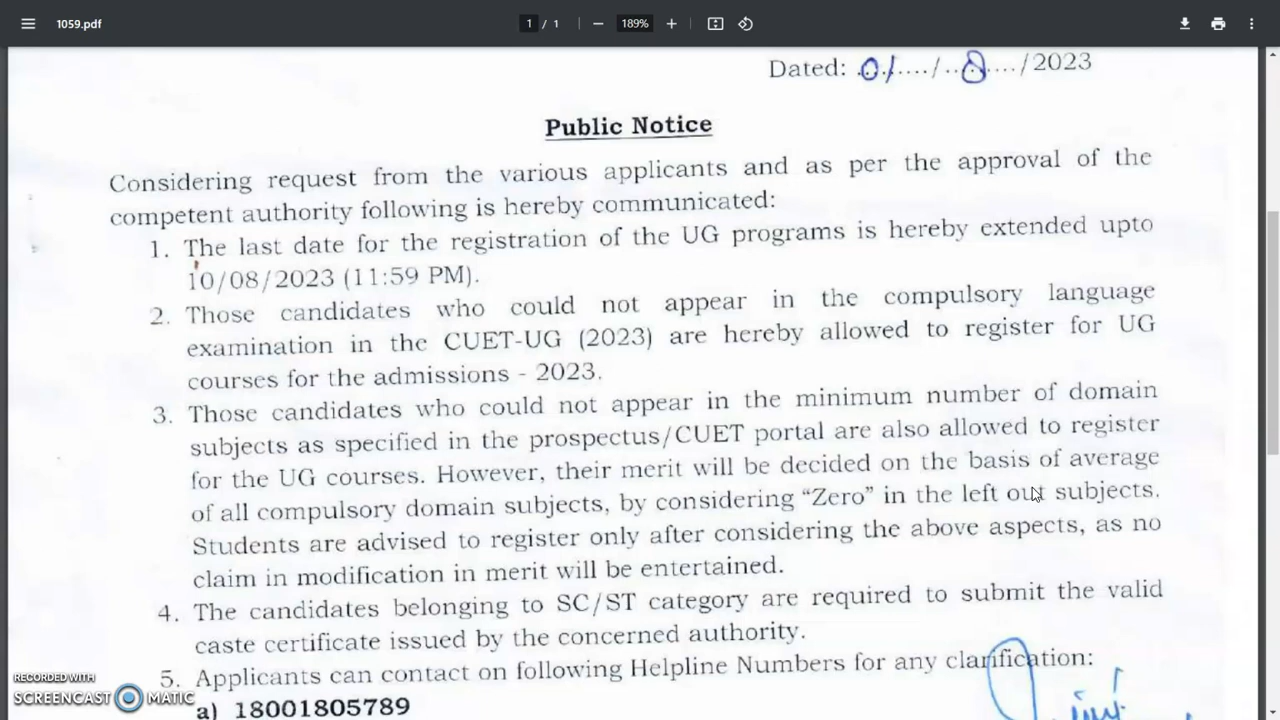 1059.pdf
1 / 1
189%
Dated: 01..../..8..../2023
Public Notice
Considering request from the various applicants and as per the approval of the
competent authority following is hereby communicated:
1. The last date for the registration of the UG programs is hereby extended upto
10/08/2023 (11:59 PM).
2. Those candidates who could not appear in the compulsory language
examination in the CUET-UG (2023) are hereby allowed to register for UG
courses for the admissions - 2023.
3. Those candidates who could not appear in the minimum number of domain
subjects as specified in the prospectus/CUET portal are also allowed to register
for the UG courses. However, their merit will be decided on the basis of average
of all compulsory domain subjects, by considering “Zero” in the left out subjects.
Students are advised to register only after considering the above aspects, as no
claim in modification in merit will be entertained.
4. The candidates belonging to SC/ST category are required to submit the valid
caste certificate issued by the concerned authority.
5. Applicants can contact on following Helpline Numbers for any clarification:
a) 18001805789
RECORDED WITH
SCREENCAST MATIC